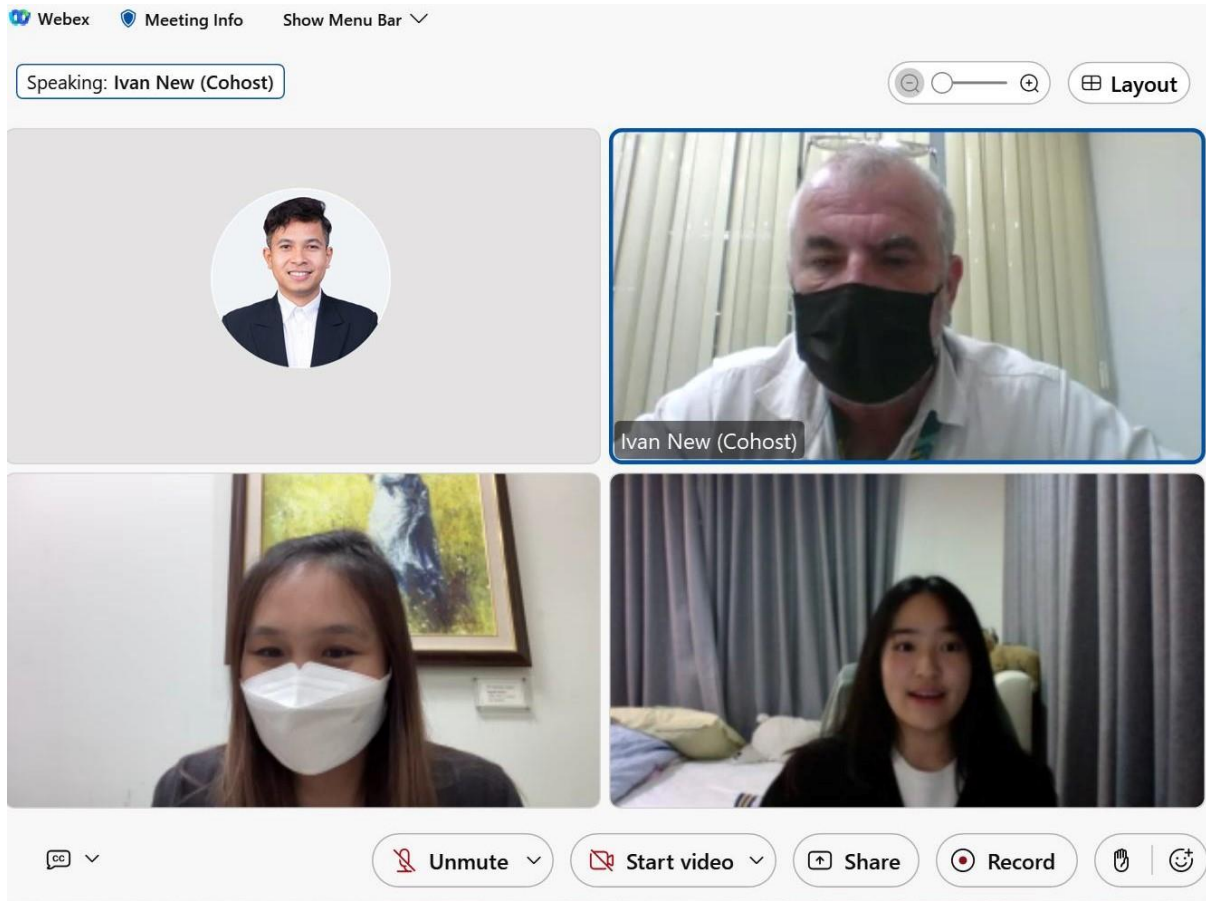 Webex Meeting Info Show Menu Bar
Speaking: Ivan New (Cohost)
Layout
Ivan New (Cohost)
CC Unmute Start video Share Record